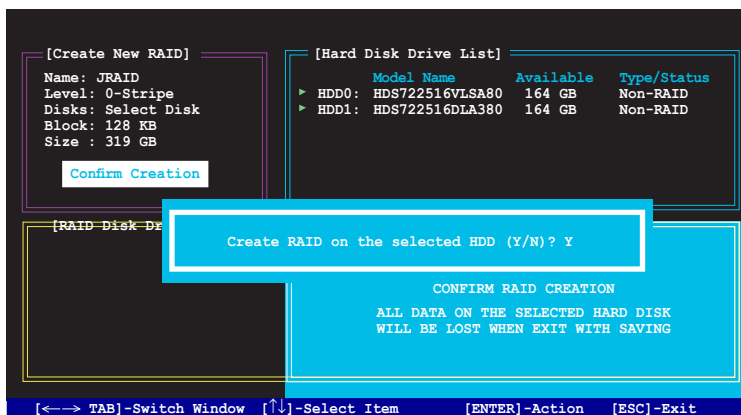 [Create New RAID]
Name: JRAID
Level: 0-Stripe
Disks: Select Disk
Block: 128 KB
Size : 319 GB
Confirm Creation
[Hard Disk Drive List]
Model Name Available Type/Status
HDD0: HDS722516VLSA80 164 GB Non-RAID
HDD1: HDS722516DLA380 164 GB Non-RAID
[RAID Disk Dr
Create RAID on the selected HDD (Y/N)? Y
CONFIRM RAID CREATION
ALL DATA ON THE SELECTED HARD DISK
WILL BE LOST WHEN EXIT WITH SAVING
[←→ TAB]-Switch Window [↑↓]-Select Item [ENTER]-Action [ESC]-Exit